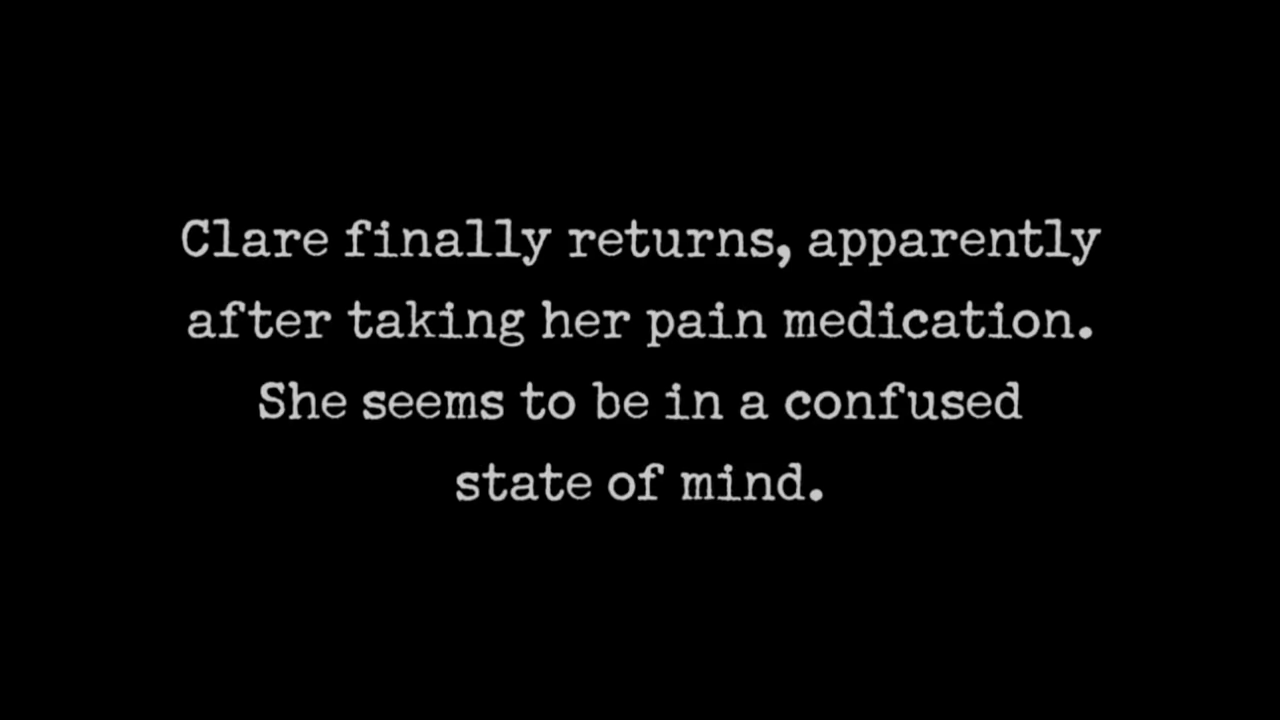 Clare finally returns, apparently
after taking her pain medication.
She seems to be in a confused
state of mind.